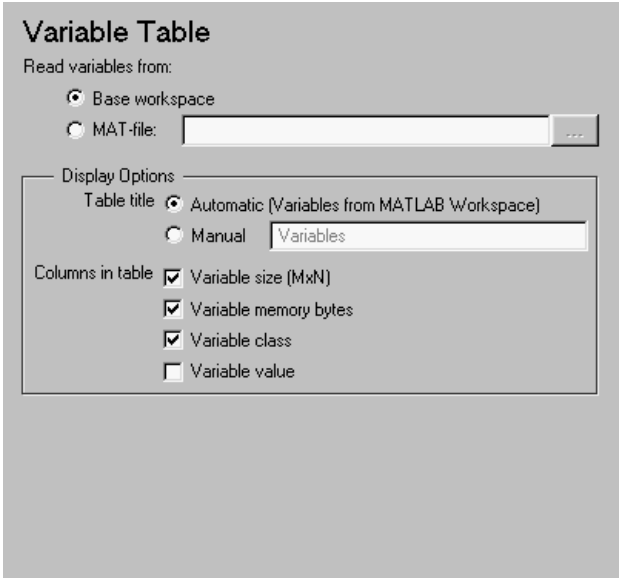 Variable Table
Read variables from:
Base workspace
MAT-file:
...
Display Options
Table title
Automatic (Variables from MATLAB Workspace)
Manual
Variables
Columns in table
Variable size (MxN)
Variable memory bytes
Variable class
Variable value